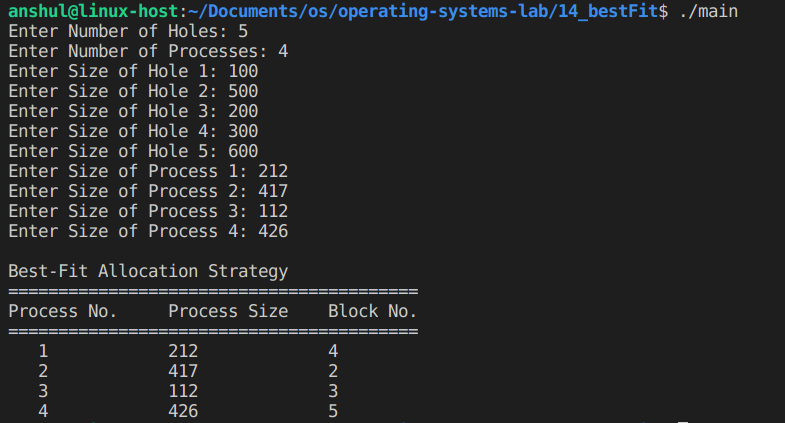 anshul@linux-host:~/Documents/os/operating-systems-lab/14_bestFit$ ./main
Enter Number of Holes: 5
Enter Number of Processes: 4
Enter Size of Hole 1: 100
Enter Size of Hole 2: 500
Enter Size of Hole 3: 200
Enter Size of Hole 4: 300
Enter Size of Hole 5: 600
Enter Size of Process 1: 212
Enter Size of Process 2: 417
Enter Size of Process 3: 112
Enter Size of Process 4: 426

Best-Fit Allocation Strategy
=========================================
Process No.     Process Size    Block No.
=========================================
   1            212             4
   2            417             2
   3            112             3
   4            426             5